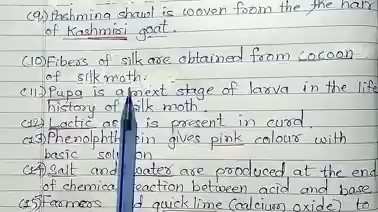 (9) Pashmina shawl is woven from the the hair
of Kashmiri goat.
(10) Fibers of silk are obtained from cocoon
of silk moth.
(11) Pupa is a next stage of larva in the life
history of silk moth.
(12) Lactic is present in curd.
(13) gives pink colour with
basic
(14) Salt and water are produced at the end
of chemical reaction between acid and base
(15) Farmers quick lime (calcium oxide) to